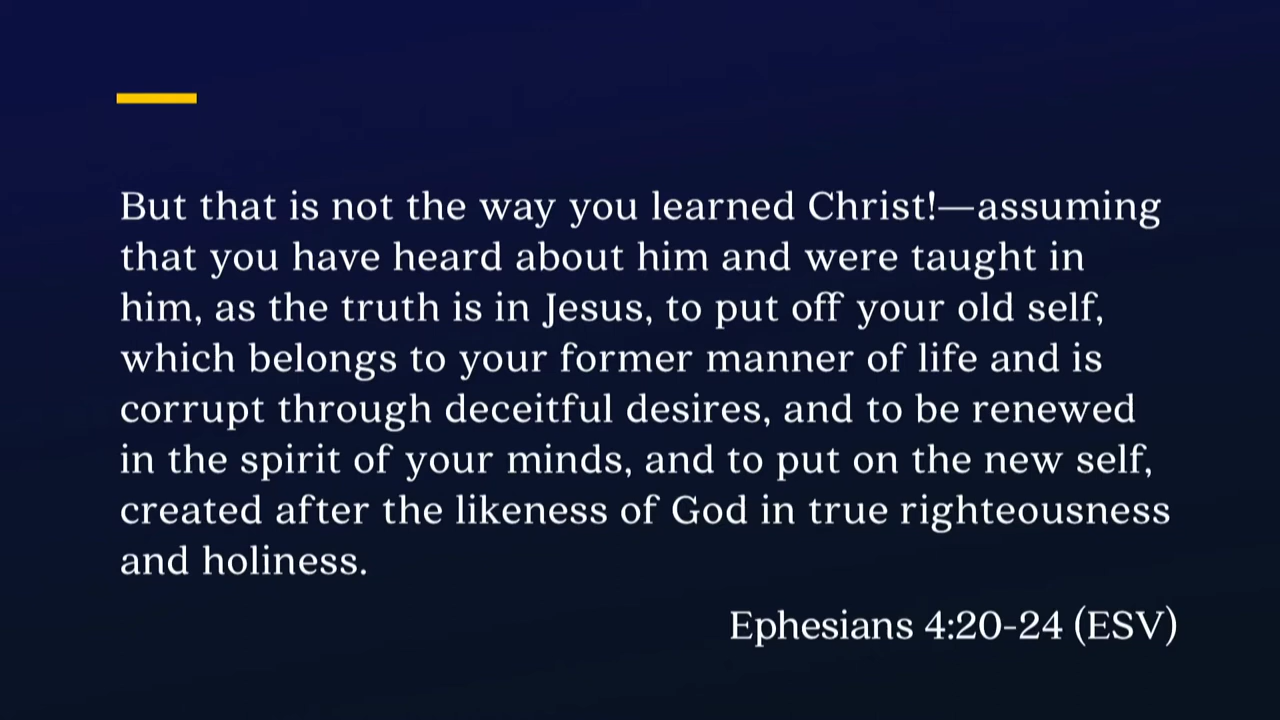 But that is not the way you learned Christ!—assuming
that you have heard about him and were taught in
him, as the truth is in Jesus, to put off your old self,
which belongs to your former manner of life and is
corrupt through deceitful desires, and to be renewed
in the spirit of your minds, and to put on the new self,
created after the likeness of God in true righteousness
and holiness.
Ephesians 4:20-24 (ESV)